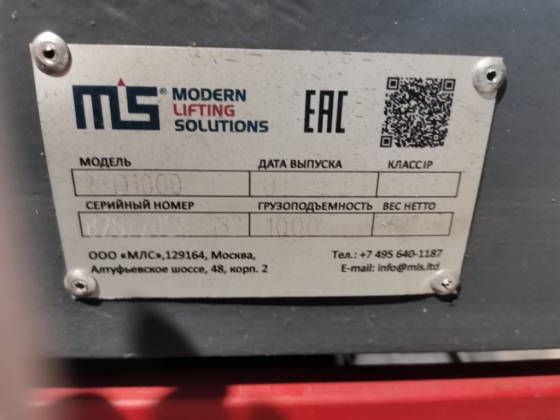 MLS® MODERN
LIFTING
SOLUTIONS
EAC
МОДЕЛЬ ДАТА ВЫПУСКА КЛАСС IP
СЕРИЙНЫЙ НОМЕР ГРУЗОПОДЪЕМНОСТЬ ВЕС НЕТТО
1000
ООО «МЛС»,129164, Москва, Тел.: +7 495 640-1187
Алтуфьевское шоссе, 48, корп. 2 E-mail: info@mls.ltd